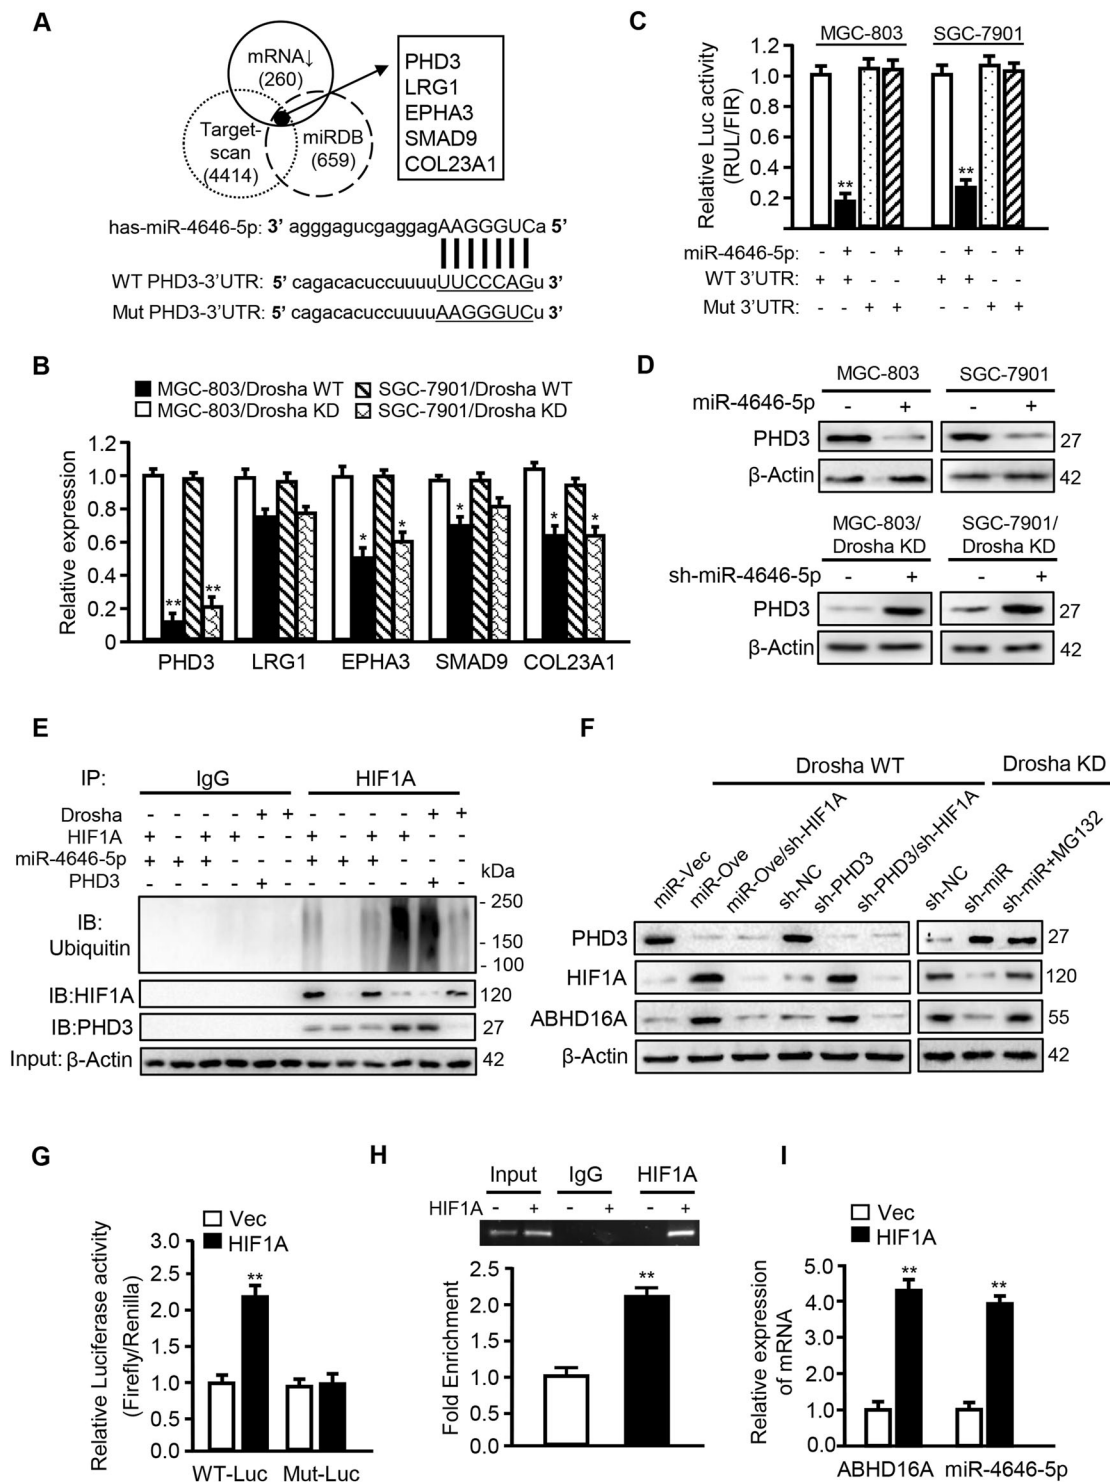 A
mRNA↓
(260)
Target-
scan
(4414)
miRDB
(659)
PHD3
LRG1
EPHA3
SMAD9
COL23A1
has-miR-4646-5p: 3’ agggagucgaggagAAGGGUCa 5’
WT PHD3-3’UTR: 5’ cagacacuccuuuuUUCCCAGu 3’
Mut PHD3-3’UTR: 5’ cagacacuccuuuuAAGGGUCu 3’
C
MGC-803 SGC-7901
Relative Luc activity
(RUL/FIR)
1.2
1.0
0.8
0.6
0.4
0.2
** **
miR-4646-5p: - + - + - + - +
WT 3’UTR: + + - - + + - -
Mut 3’UTR: - - + + - - + +
B
MGC-803/Drosha WT SGC-7901/Drosha WT
MGC-803/Drosha KD SGC-7901/Drosha KD
Relative expression
1.2
1.0
0.8
0.6
0.4
0.2
0
** ** * * * * *
PHD3 LRG1 EPHA3 SMAD9 COL23A1
D
MGC-803 SGC-7901
miR-4646-5p - + - +
PHD3 27
β-Actin 42
MGC-803/ SGC-7901/
Drosha KD Drosha KD
sh-miR-4646-5p - + - +
PHD3 27
β-Actin 42
E
IP: IgG HIF1A
Drosha - - - - + + - - - - + +
HIF1A + - + + - - + - + + - -
miR-4646-5p + + + - - - + + + - - -
PHD3 - - - - + - - - - - + -
kDa
IB:
Ubiquitin
- 250
- 150
- 100
IB:HIF1A 120
IB:PHD3 27
Input: β-Actin 42
F
Drosha WT Drosha KD
miR-Vec
miR-Ove
miR-Ove/sh-HIF1A
sh-NC
sh-PHD3
sh-PHD3/sh-HIF1A
sh-NC
sh-miR
sh-miR+MG132
PHD3 27
HIF1A 120
ABHD16A 55
β-Actin 42
G
Vec
HIF1A
Relative Luciferase activity
(Firefly/Renilla)
3.0
2.5
2.0
1.5
1.0
0.5
0.0
**
WT-Luc Mut-Luc
H
Input IgG HIF1A
HIF1A - + - + - +
Fold Enrichment
2.5
2.0
1.5
1.0
0.5
0.0
**
I
Vec
HIF1A
Relative expression
of mRNA
5.0
4.0
3.0
2.0
1.0
0.0
** **
ABHD16A miR-4646-5p